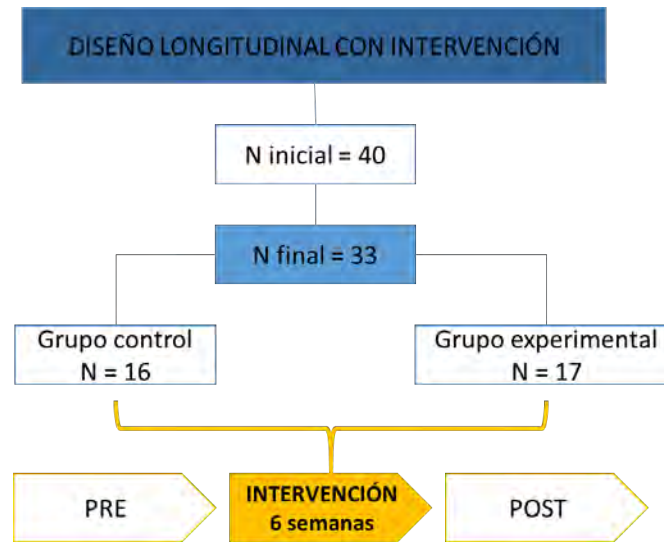 DISEÑO LONGITUDINAL CON INTERVENCIÓN
N inicial = 40
N final = 33
Grupo control
N = 16
Grupo experimental
N = 17
PRE
INTERVENCIÓN
6 semanas
POST